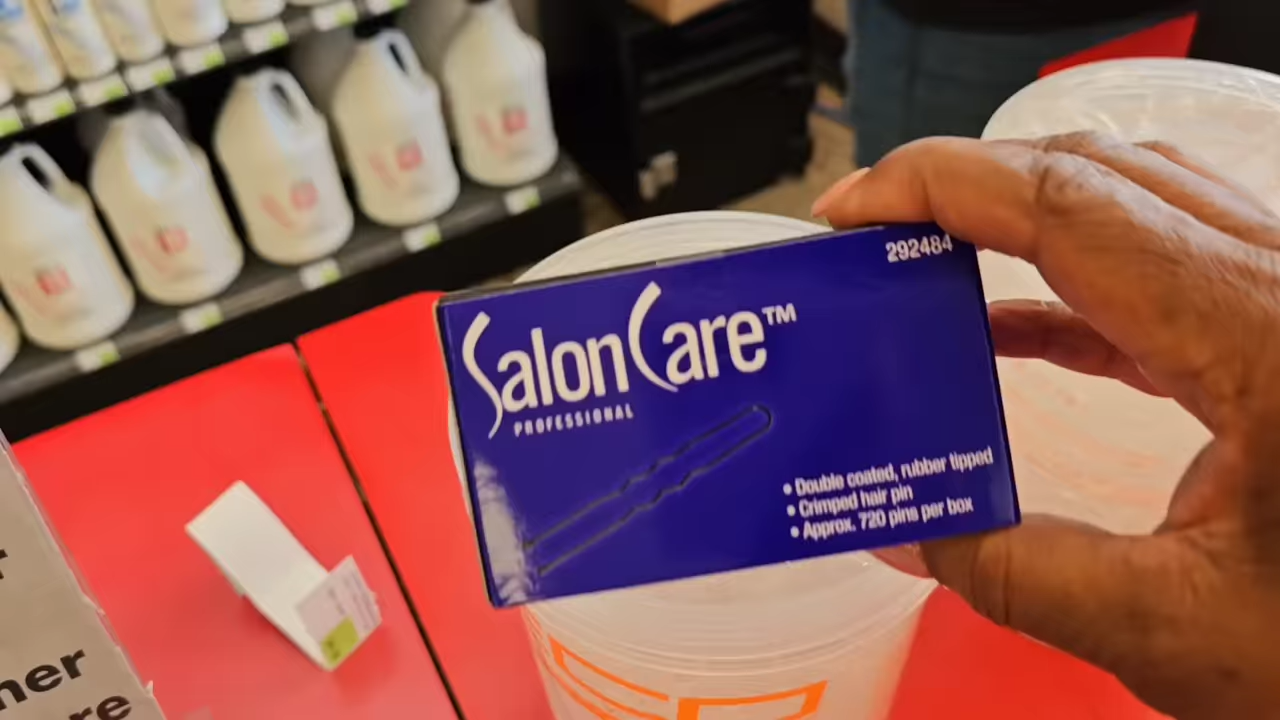 292484
SalonCare™
PROFESSIONAL
• Double coated, rubber tipped
• Crimped hair pin
• Approx. 720 pins per box